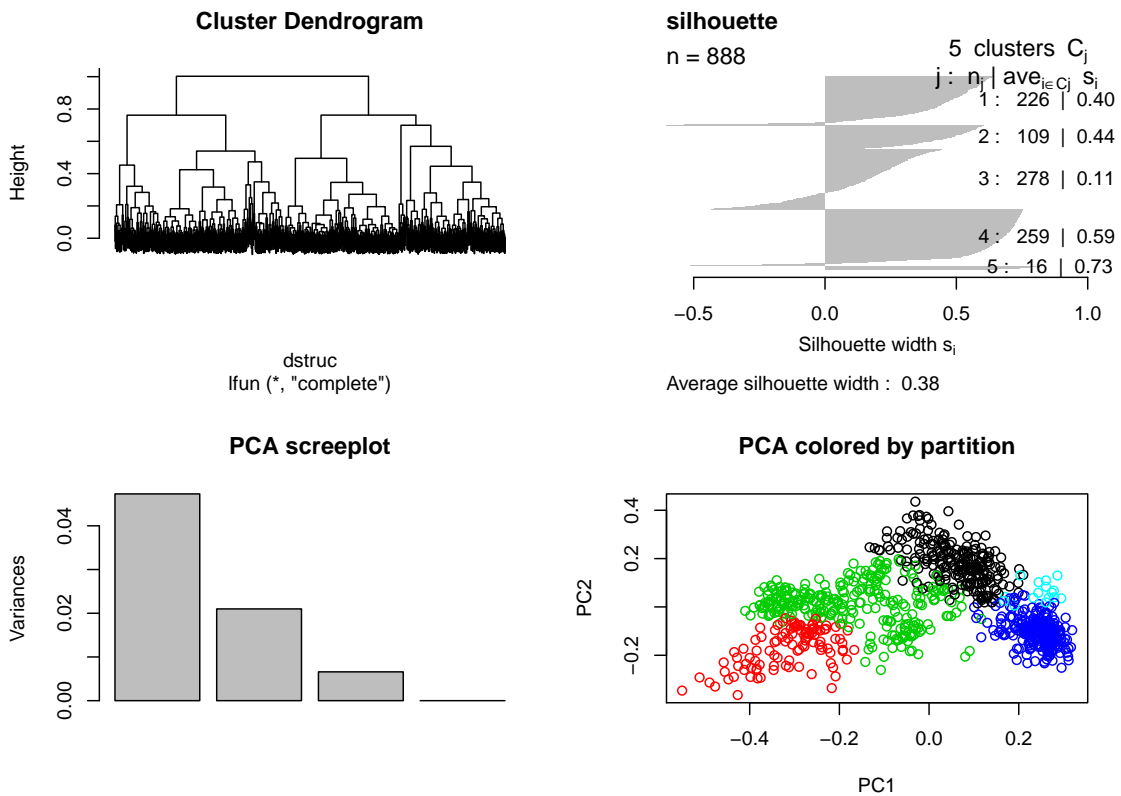 Cluster Dendrogram
Height
0.0 0.4 0.8
dstruc
lfun (*, "complete")
silhouette
n = 888
5 clusters Cj
j : nj | avei∈Cj si
1 : 226 | 0.40
2 : 109 | 0.44
3 : 278 | 0.11
4 : 259 | 0.59
5 : 16 | 0.73
−0.5 0.0 0.5 1.0
Silhouette width si
Average silhouette width : 0.38
PCA screeplot
Variances
0.00 0.02 0.04
PCA colored by partition
PC2
−0.2 0.2 0.4
−0.4 −0.2 0.0 0.2
PC1